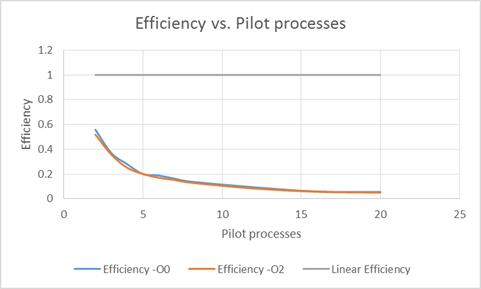 Efficiency vs. Pilot processes
1.2
1
0.8
0.6
0.4
0.2
0
Efficiency
0 5 10 15 20 25
Pilot processes
Efficiency -O0 Efficiency -O2 Linear Efficiency